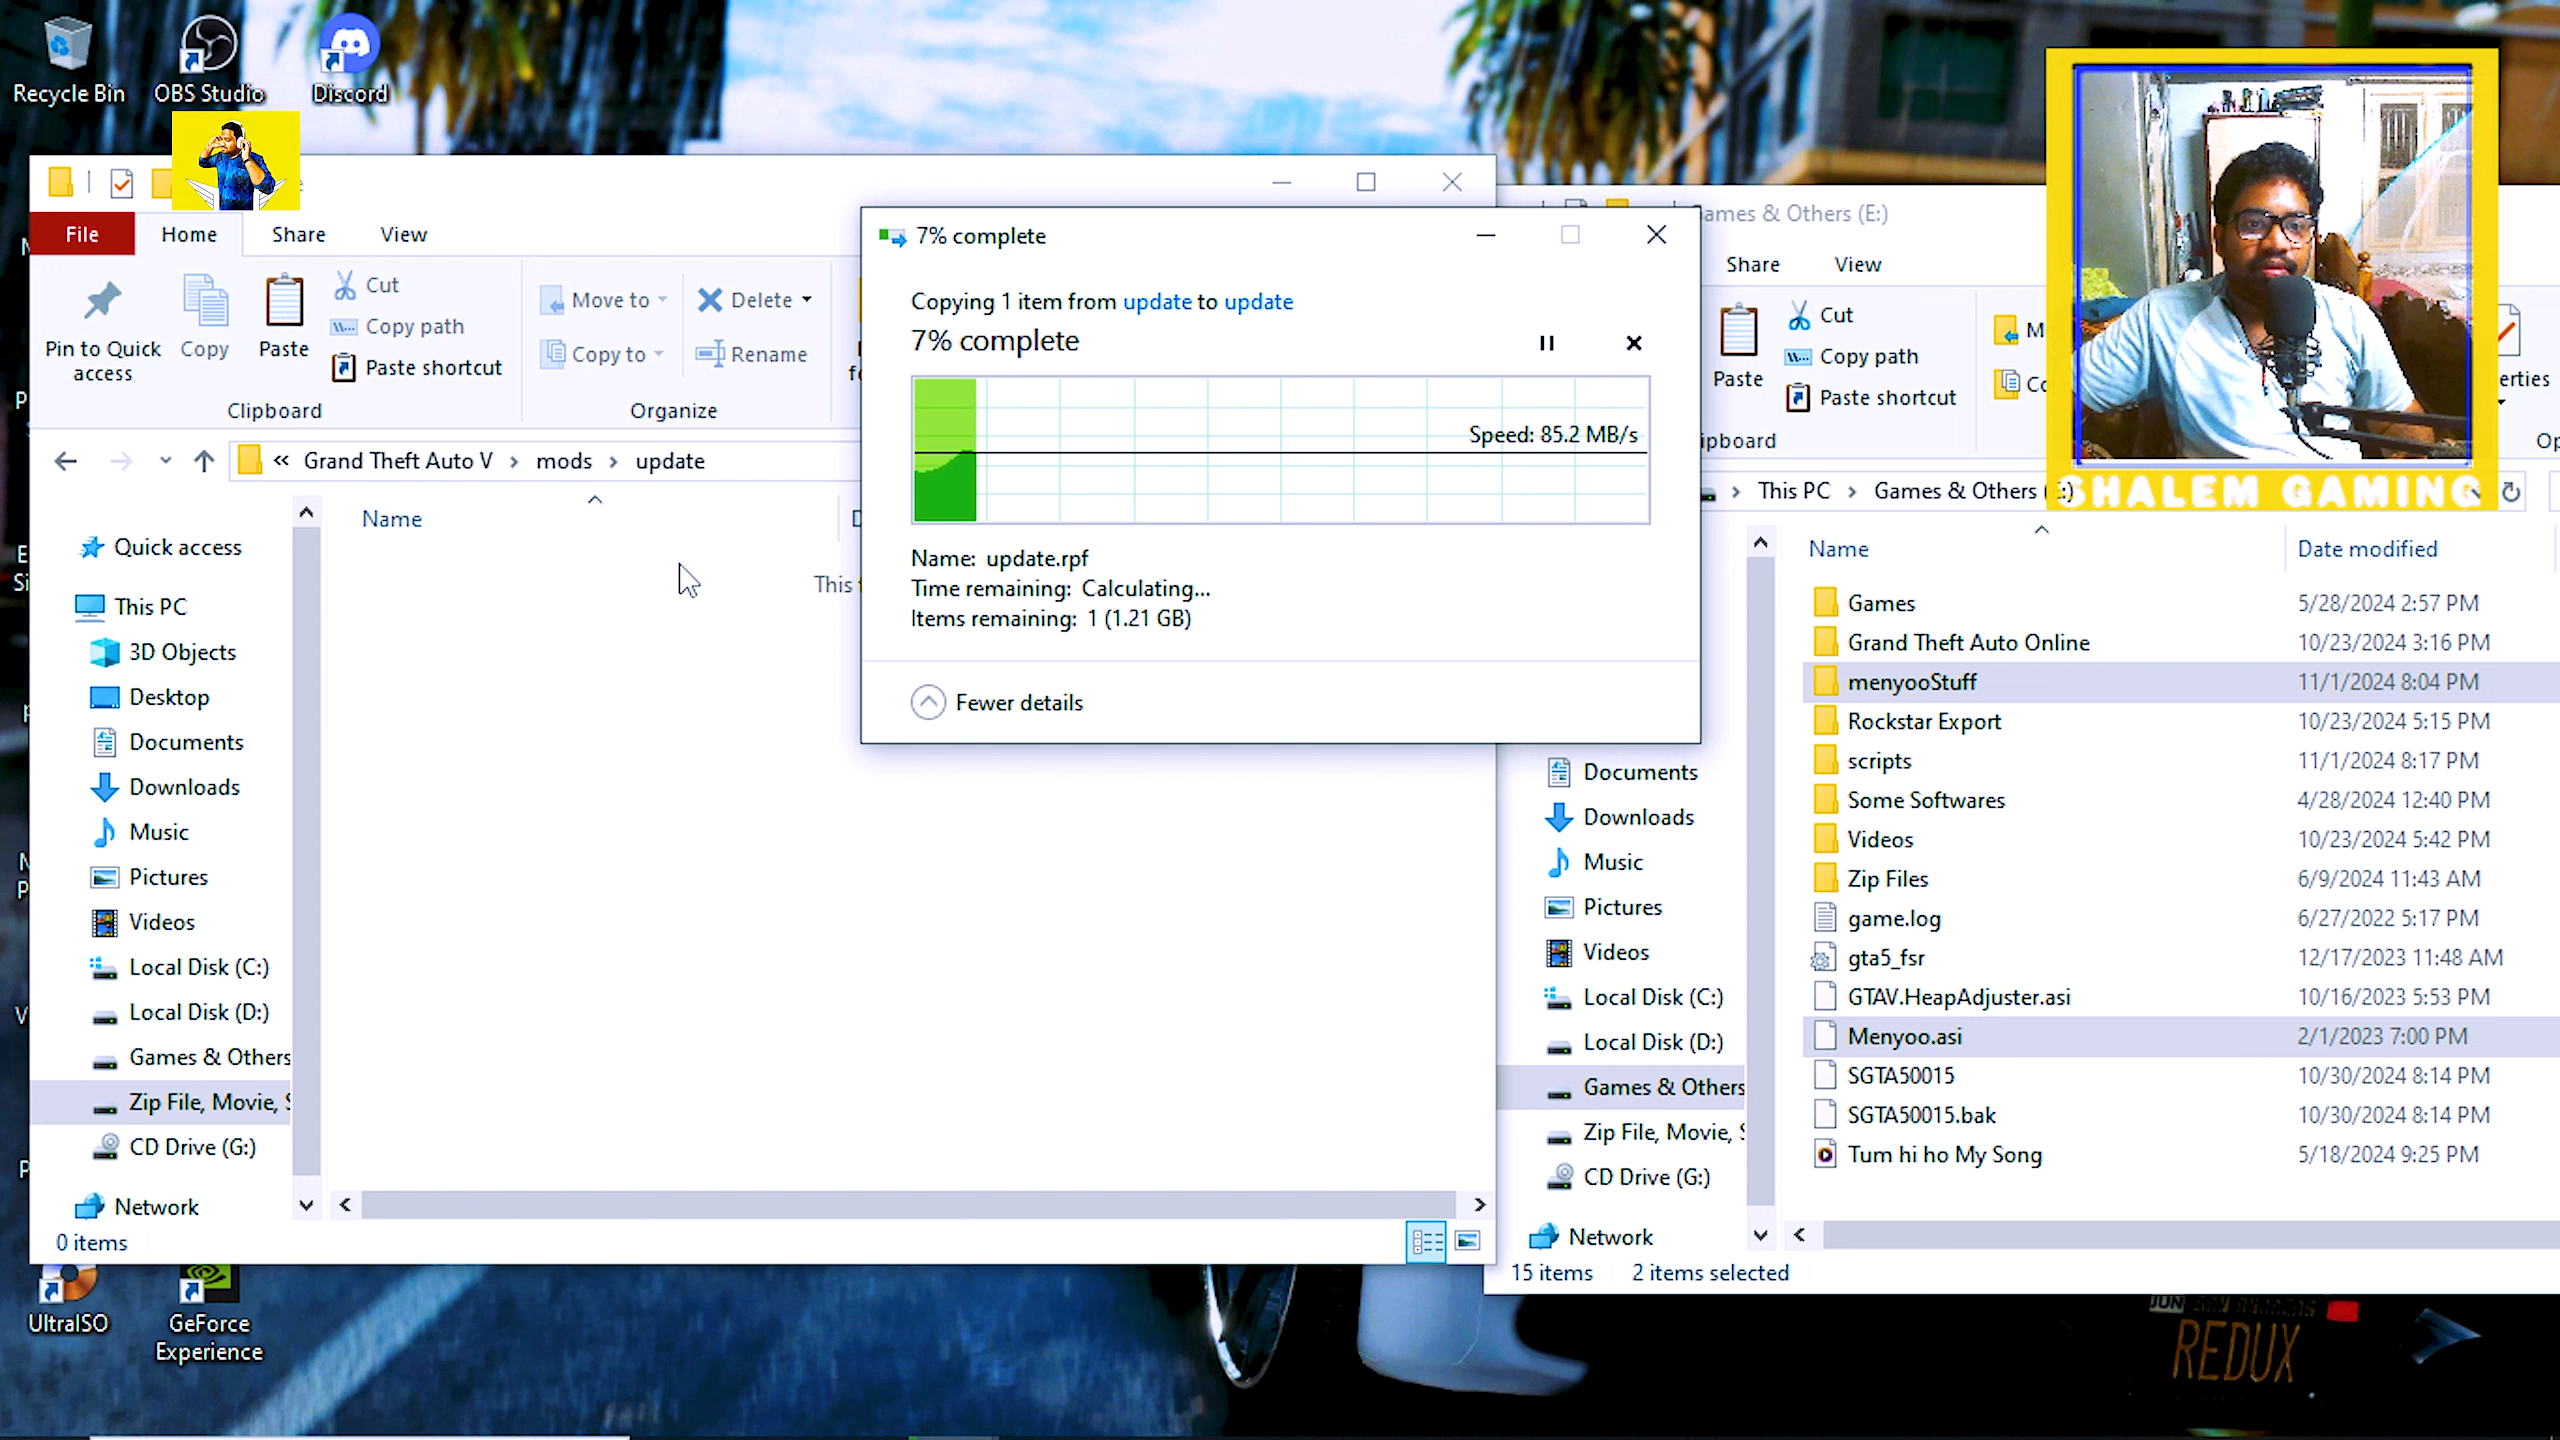 Recycle Bin
OBS Studio
Discord
File
Home
Share
View
Pin to Quick access
Copy
Paste
Cut
Copy path
Paste shortcut
Clipboard
Move to
Copy to
Delete
Rename
Organize
« Grand Theft Auto V > mods > update
Name
This
Quick access
This PC
3D Objects
Desktop
Documents
Downloads
Music
Pictures
Videos
Local Disk (C:)
Local Disk (D:)
Games & Others
Zip File, Movie, S
CD Drive (G:)
Network
0 items
7% complete
Copying 1 item from update to update
7% complete
Speed: 85.2 MB/s
Name: update.rpf
Time remaining: Calculating...
Items remaining: 1 (1.21 GB)
Fewer details
ames & Others (E:)
Share
View
Paste
Cut
Copy path
Paste shortcut
ipboard
M
Co
erties
Op
This PC > Games & Others (E:)
SHALEM GAMING
Name
Date modified
Games 5/28/2024 2:57 PM
Grand Theft Auto Online 10/23/2024 3:16 PM
menyooStuff 11/1/2024 8:04 PM
Rockstar Export 10/23/2024 5:15 PM
scripts 11/1/2024 8:17 PM
Some Softwares 4/28/2024 12:40 PM
Videos 10/23/2024 5:42 PM
Zip Files 6/9/2024 11:43 AM
game.log 6/27/2022 5:17 PM
gta5_fsr 12/17/2023 11:48 AM
GTAV.HeapAdjuster.asi 10/16/2023 5:53 PM
Menyoo.asi 2/1/2023 7:00 PM
SGTA50015 10/30/2024 8:14 PM
SGTA50015.bak 10/30/2024 8:14 PM
Tum hi ho My Song 5/18/2024 9:25 PM
Documents
Downloads
Music
Pictures
Videos
Local Disk (C:)
Local Disk (D:)
Games & Others
Zip File, Movie, S
CD Drive (G:)
Network
15 items
2 items selected
UltraISO
GeForce Experience
JUN
REDUX